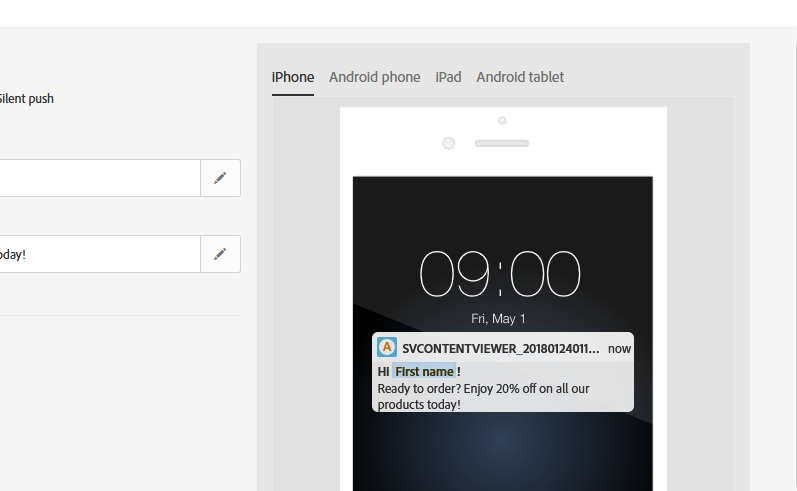 iPhone Android phone iPad Android tablet
Silent push
oday!
09:00
Fri, May 1
A SVCONTENTVIEWER_20180124011... now
Hi First name !
Ready to order? Enjoy 20% off on all our
products today!